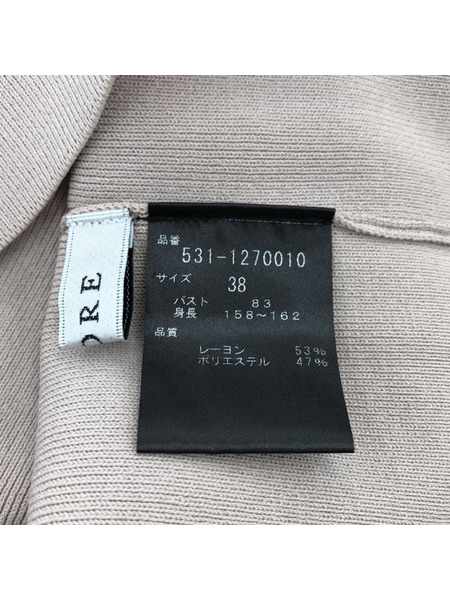 ORE
品番
531-1270010
サイズ
38
バスト 83
身長 158〜162
品質
レーヨン 53%
ポリエステル 47%